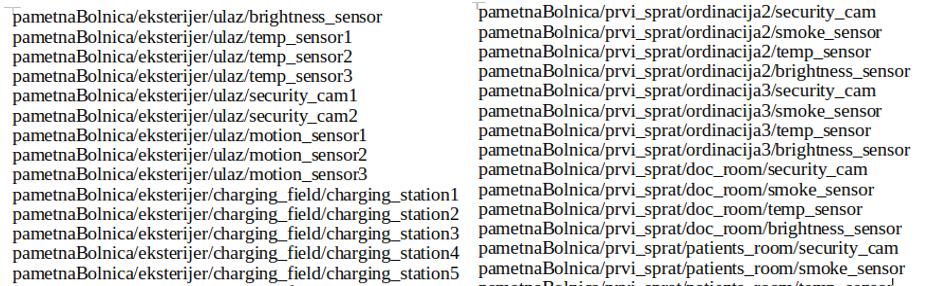 pametnaBolnica/eksterijer/ulaz/brightness_sensor
pametnaBolnica/eksterijer/ulaz/temp_sensor1
pametnaBolnica/eksterijer/ulaz/temp_sensor2
pametnaBolnica/eksterijer/ulaz/temp_sensor3
pametnaBolnica/eksterijer/ulaz/security_cam1
pametnaBolnica/eksterijer/ulaz/security_cam2
pametnaBolnica/eksterijer/ulaz/motion_sensor1
pametnaBolnica/eksterijer/ulaz/motion_sensor2
pametnaBolnica/eksterijer/ulaz/motion_sensor3
pametnaBolnica/eksterijer/charging_field/charging_station1
pametnaBolnica/eksterijer/charging_field/charging_station2
pametnaBolnica/eksterijer/charging_field/charging_station3
pametnaBolnica/eksterijer/charging_field/charging_station4
pametnaBolnica/eksterijer/charging_field/charging_station5
pametnaBolnica/prvi_sprat/ordinacija2/security_cam
pametnaBolnica/prvi_sprat/ordinacija2/smoke_sensor
pametnaBolnica/prvi_sprat/ordinacija2/temp_sensor
pametnaBolnica/prvi_sprat/ordinacija2/brightness_sensor
pametnaBolnica/prvi_sprat/ordinacija3/security_cam
pametnaBolnica/prvi_sprat/ordinacija3/smoke_sensor
pametnaBolnica/prvi_sprat/ordinacija3/temp_sensor
pametnaBolnica/prvi_sprat/ordinacija3/brightness_sensor
pametnaBolnica/prvi_sprat/doc_room/security_cam
pametnaBolnica/prvi_sprat/doc_room/smoke_sensor
pametnaBolnica/prvi_sprat/doc_room/temp_sensor
pametnaBolnica/prvi_sprat/doc_room/brightness_sensor
pametnaBolnica/prvi_sprat/patients_room/security_cam
pametnaBolnica/prvi_sprat/patients_room/smoke_sensor